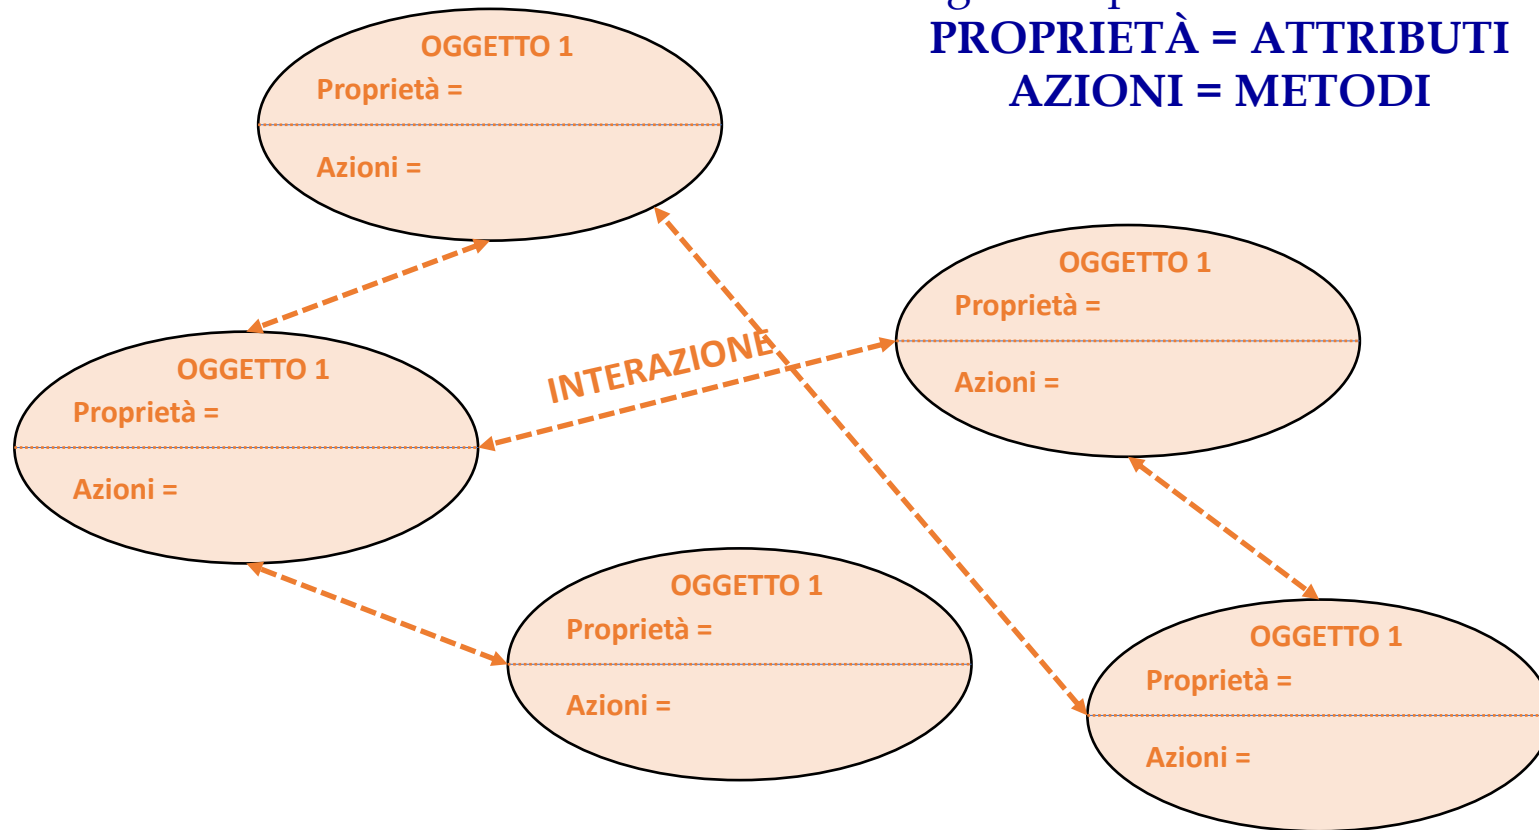 PROPRIETÀ = ATTRIBUTI
AZIONI = METODI
OGGETTO 1
Proprietà =
Azioni =
OGGETTO 1
Proprietà =
Azioni =
INTERAZIONE
OGGETTO 1
Proprietà =
Azioni =
OGGETTO 1
Proprietà =
Azioni =
OGGETTO 1
Proprietà =
Azioni =